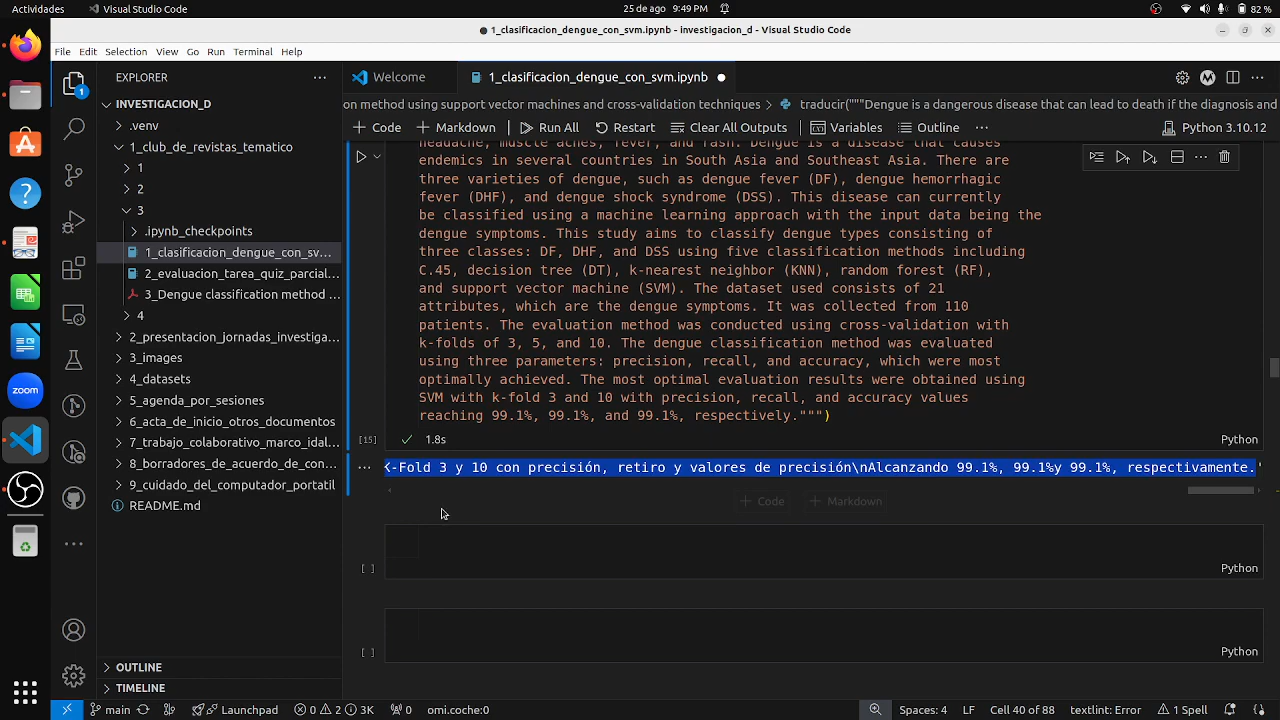 Actividades
Visual Studio Code
25 de ago 9:49 PM
82 %
1_clasificacion_dengue_con_svm.ipynb - investigacion_d - Visual Studio Code
File Edit Selection View Go Run Terminal Help
EXPLORER
Welcome
1_clasificacion_dengue_con_svm.ipynb
INVESTIGACION_D
.venv
1_club_de_revistas_tematico
1
2
3
.ipynb_checkpoints
1_clasificacion_dengue_con_sv...
2_evaluacion_tarea_quiz_parcial...
3_Dengue classification method ...
4
2_presentacion_jornadas_investiga...
3_images
4_datasets
5_agenda_por_sesiones
6_acta_de_inicio_otros_documentos
7_trabajo_colaborativo_marco_idal...
8_borradores_de_acuerdo_de_con...
9_cuidado_del_computador_portatil
README.md
OUTLINE
TIMELINE
on method using support vector machines and cross-validation techniques > traducir("""Dengue is a dangerous disease that can lead to death if the diagnosis and
Code Markdown Run All Restart Clear All Outputs Variables Outline Python 3.10.12
headache, muscle aches, fever, and rash. Dengue is a disease that causes
endemics in several countries in South Asia and Southeast Asia. There are
three varieties of dengue, such as dengue fever (DF), dengue hemorrhagic
fever (DHF), and dengue shock syndrome (DSS). This disease can currently
be classified using a machine learning approach with the input data being the
dengue symptoms. This study aims to classify dengue types consisting of
three classes: DF, DHF, and DSS using five classification methods including
C.45, decision tree (DT), k-nearest neighbor (KNN), random forest (RF),
and support vector machine (SVM). The dataset used consists of 21
attributes, which are the dengue symptoms. It was collected from 110
patients. The evaluation method was conducted using cross-validation with
k-folds of 3, 5, and 10. The dengue classification method was evaluated
using three parameters: precision, recall, and accuracy, which were most
optimally achieved. The most optimal evaluation results were obtained using
SVM with k-fold 3 and 10 with precision, recall, and accuracy values
reaching 99.1%, 99.1%, and 99.1%, respectively.""")
[15] 1.8s Python
K-Fold 3 y 10 con precisión, retiro y valores de precisión\nAlcanzando 99.1%, 99.1%y 99.1%, respectivamente.'
Code Markdown
[ ] Python
[ ] Python
main Launchpad 0 2 3K 0 omi.coche:0 Spaces: 4 LF Cell 40 of 88 textlint: Error 1 Spell
1
zoom